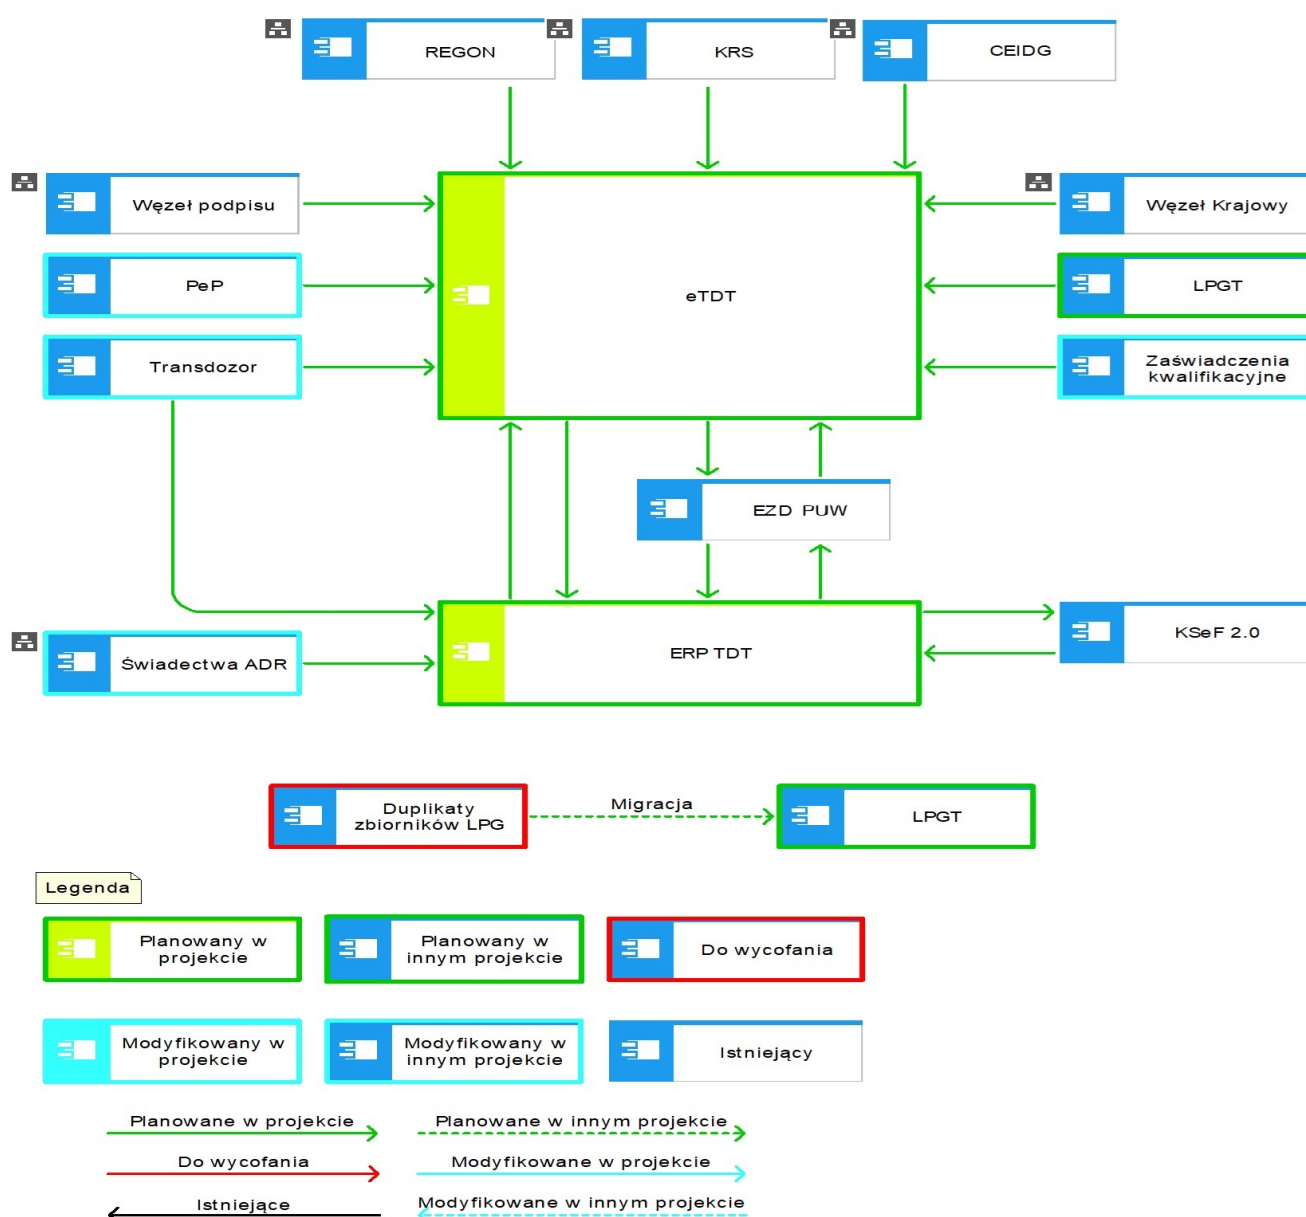 REGON
KRS
CEIDG
Węzeł podpisu
Węzeł Krajowy
PeP
eTDT
LPGT
Transdozor
Zaświadczenia
kwalifikacyjne
EZD PUW
Świadectwa ADR
ERP TDT
KSeF 2.0
Duplikaty
zbiorników LPG
Migracja
LPGT
Legenda
Planowany w
projekcie
Planowany w
innym projekcie
Do wycofania
Modyfikowany w
projekcie
Modyfikowany w
innym projekcie
Istniejący
Planowane w projekcie
Planowane w innym projekcie
Do wycofania
Modyfikowane w projekcie
Istniejące
Modyfikowane w innym projekcie